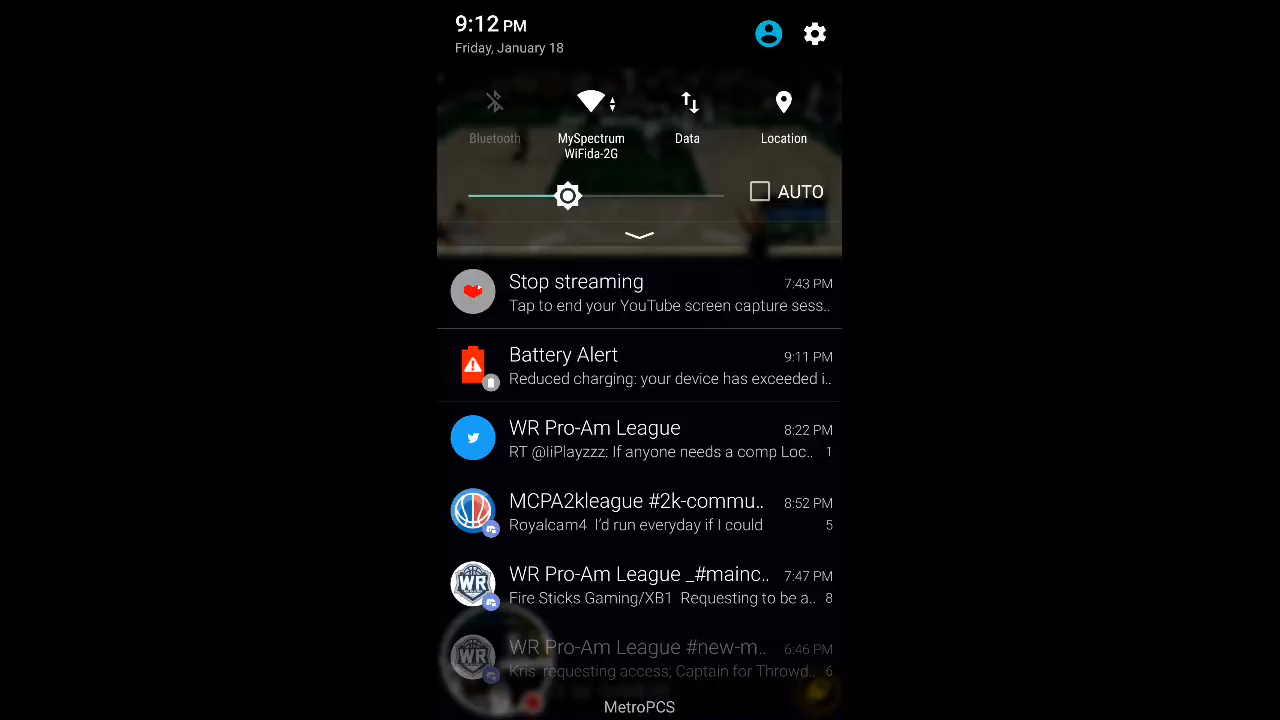 9:12 PM
Friday, January 18
Bluetooth
MySpectrum
WiFida-2G
Data
Location
AUTO
Stop streaming 7:43 PM
Tap to end your YouTube screen capture sess..
Battery Alert 9:11 PM
Reduced charging: your device has exceeded i..
WR Pro-Am League 8:22 PM
RT @liPlayzzz: If anyone needs a comp Loc.. 1
MCPA2kleague #2k-commu.. 8:52 PM
Royalcam4 I'd run everyday if I could 5
WR Pro-Am League _#mainc.. 7:47 PM
Fire Sticks Gaming/XB1 Requesting to be a.. 8
WR Pro-Am League #new-m.. 6:46 PM
Kris requesting access; Captain for Throwd.. 6
MetroPCS